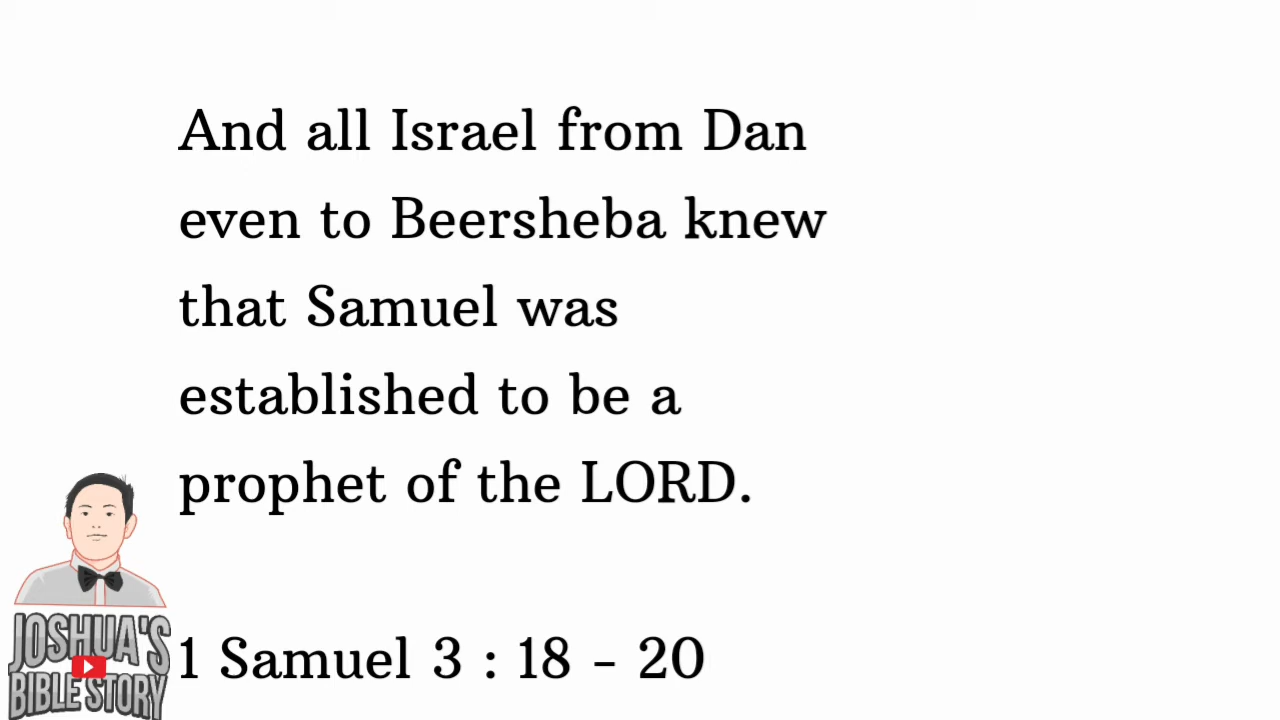 And all Israel from Dan
even to Beersheba knew
that Samuel was
established to be a
prophet of the LORD.
1 Samuel 3 : 18 - 20
JOSHUA'S
BIBLE STORY